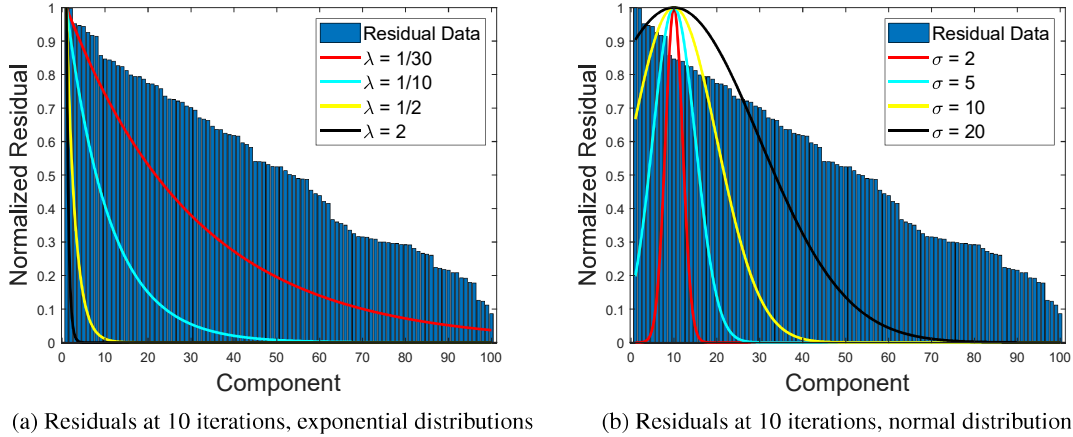 1
0.9
0.8
0.7
0.6
0.5
0.4
0.3
0.2
0.1
0
Normalized Residual
0 10 20 30 40 50 60 70 80 90 100
Component
Residual Data
λ = 1/30
λ = 1/10
λ = 1/2
λ = 2
(a) Residuals at 10 iterations, exponential distributions
1
0.9
0.8
0.7
0.6
0.5
0.4
0.3
0.2
0.1
0
Normalized Residual
0 10 20 30 40 50 60 70 80 90 100
Component
Residual Data
σ = 2
σ = 5
σ = 10
σ = 20
(b) Residuals at 10 iterations, normal distribution